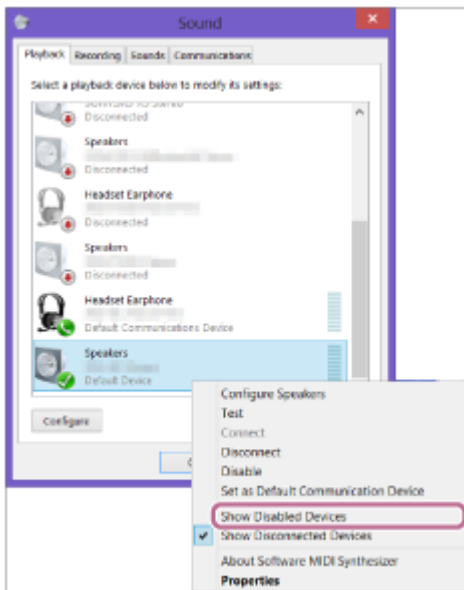 Sound
Playback Recording Sounds Communications
Select a playback device below to modify its settings:
Disconnected
Speakers
Disconnected
Headset Earphone
Disconnected
Speakers
Disconnected
Headset Earphone
Default Communications Device
Speakers
Default Device
Configure
Configure Speakers
Test
Connect
Disconnect
Disable
Set as Default Communication Device
Show Disabled Devices
Show Disconnected Devices
About Software MIDI Synthesizer
Properties